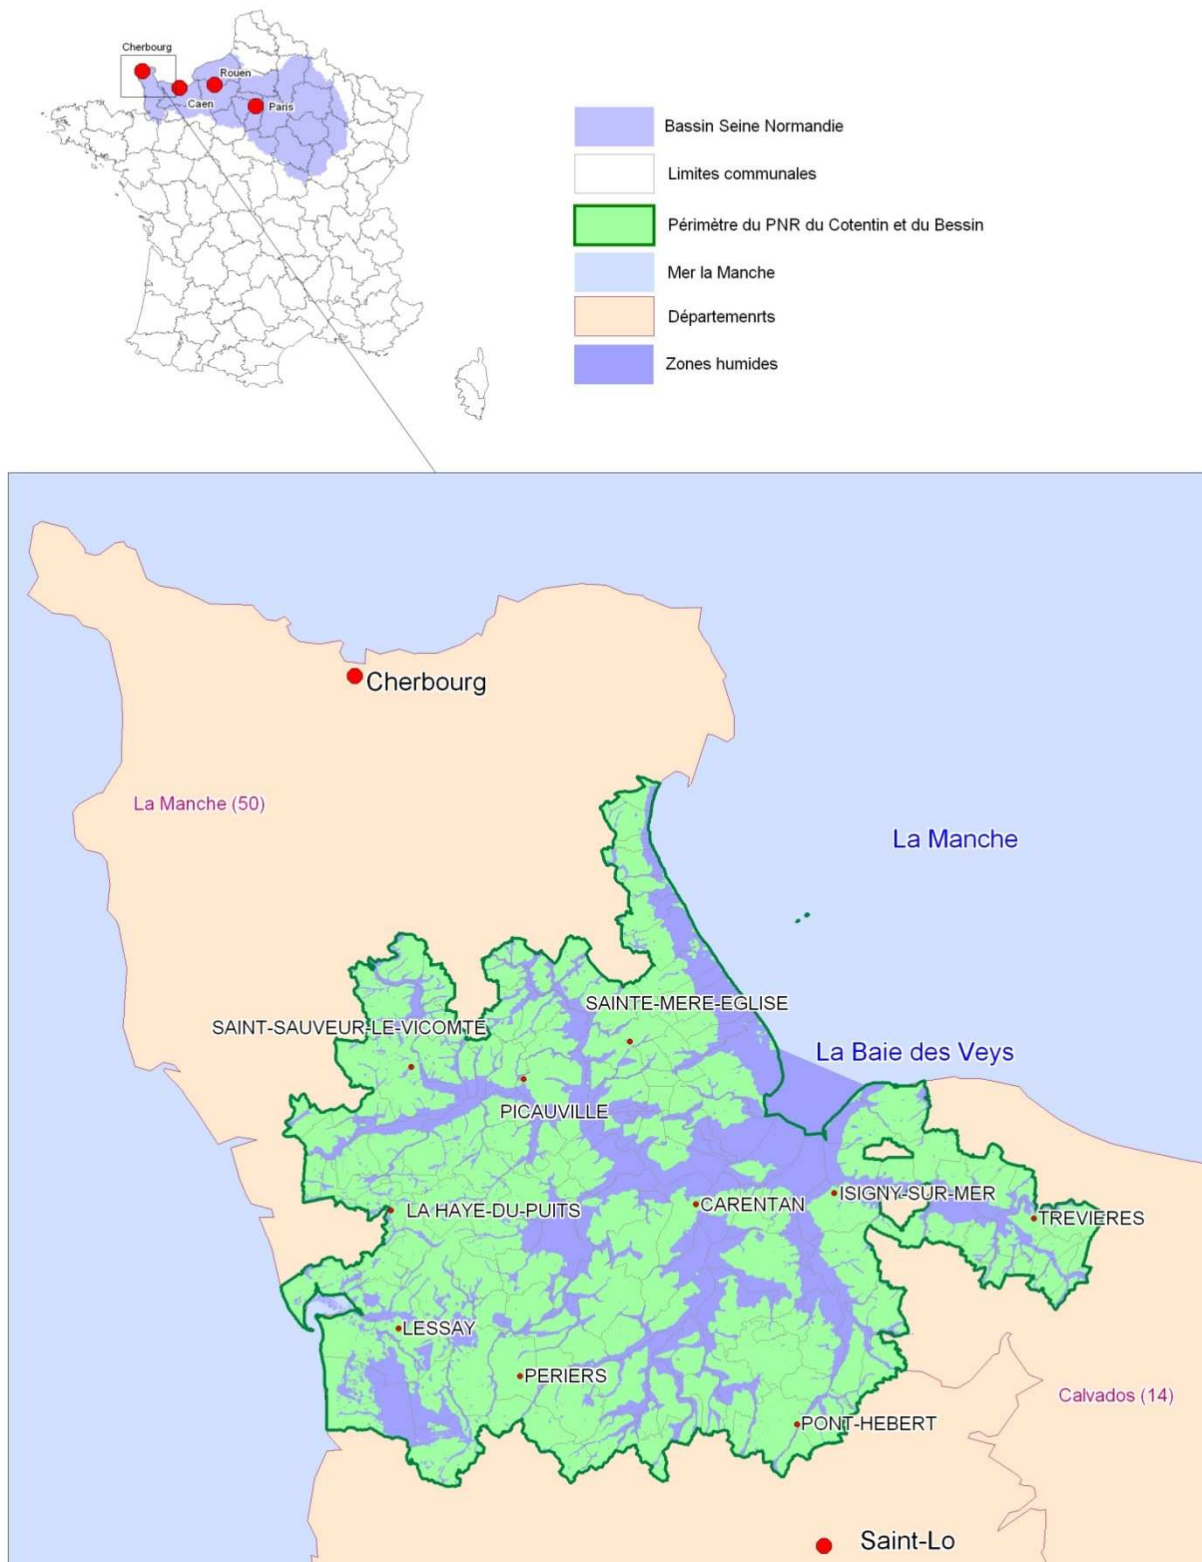 Cherbourg
Rouen
Caen
Paris
Bassin Seine Normandie
Limites communales
Périmètre du PNR du Cotentin et du Bessin
Mer la Manche
Départemenrts
Zones humides
Cherbourg
La Manche (50)
La Manche
SAINTE-MERE-EGLISE
SAINT-SAUVEUR-LE-VICOMTE
La Baie des Veys
PICAUVILLE
ISIGNY-SUR-MER
LA HAYE-DU-PUITS
CARENTAN
TREVIERES
LESSAY
PERIERS
Calvados (14)
PONT-HEBERT
Saint-Lo